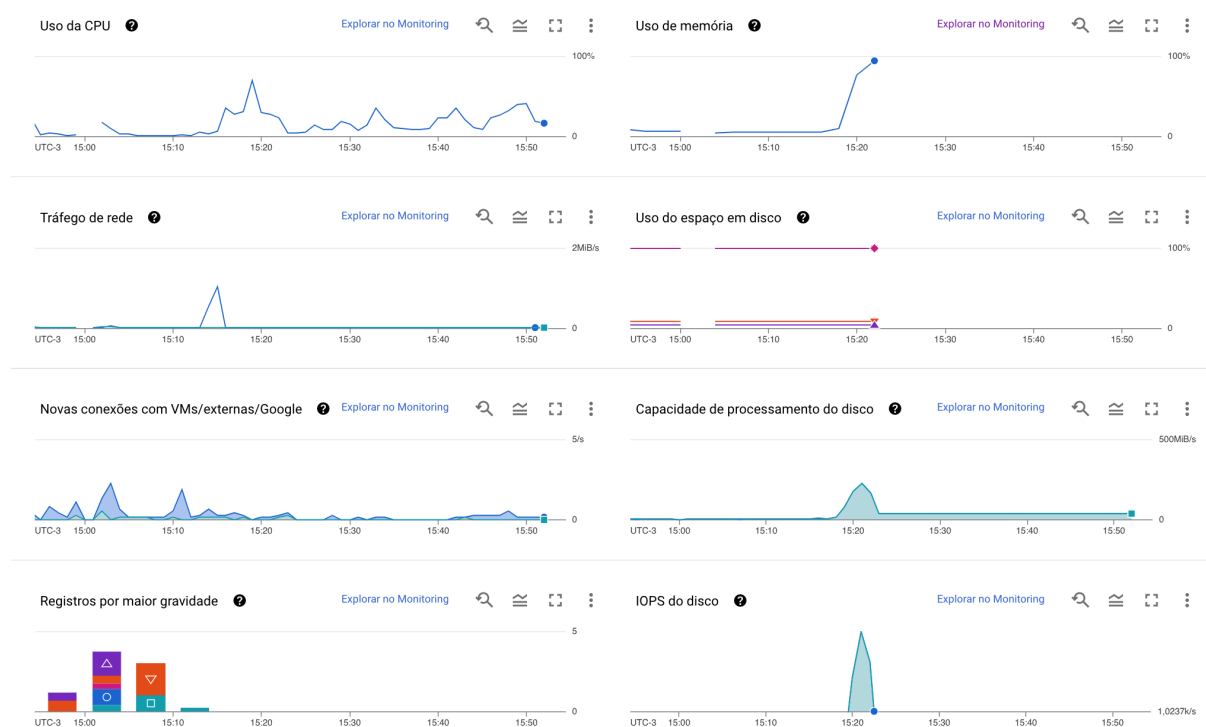 Uso da CPU
Explorar no Monitoring
100%
0
UTC-3 15:00 15:10 15:20 15:30 15:40 15:50
Uso de memória
Explorar no Monitoring
100%
0
UTC-3 15:00 15:10 15:20 15:30 15:40 15:50
Tráfego de rede
Explorar no Monitoring
2MiB/s
0
UTC-3 15:00 15:10 15:20 15:30 15:40 15:50
Uso do espaço em disco
Explorar no Monitoring
100%
0
UTC-3 15:00 15:10 15:20 15:30 15:40 15:50
Novas conexões com VMs/externas/Google
Explorar no Monitoring
5/s
0
UTC-3 15:00 15:10 15:20 15:30 15:40 15:50
Capacidade de processamento do disco
Explorar no Monitoring
500MiB/s
0
UTC-3 15:00 15:10 15:20 15:30 15:40 15:50
Registros por maior gravidade
Explorar no Monitoring
5
0
UTC-3 15:00 15:10 15:20 15:30 15:40 15:50
IOPS do disco
Explorar no Monitoring
1,0237k/s
UTC-3 15:00 15:10 15:20 15:30 15:40 15:50